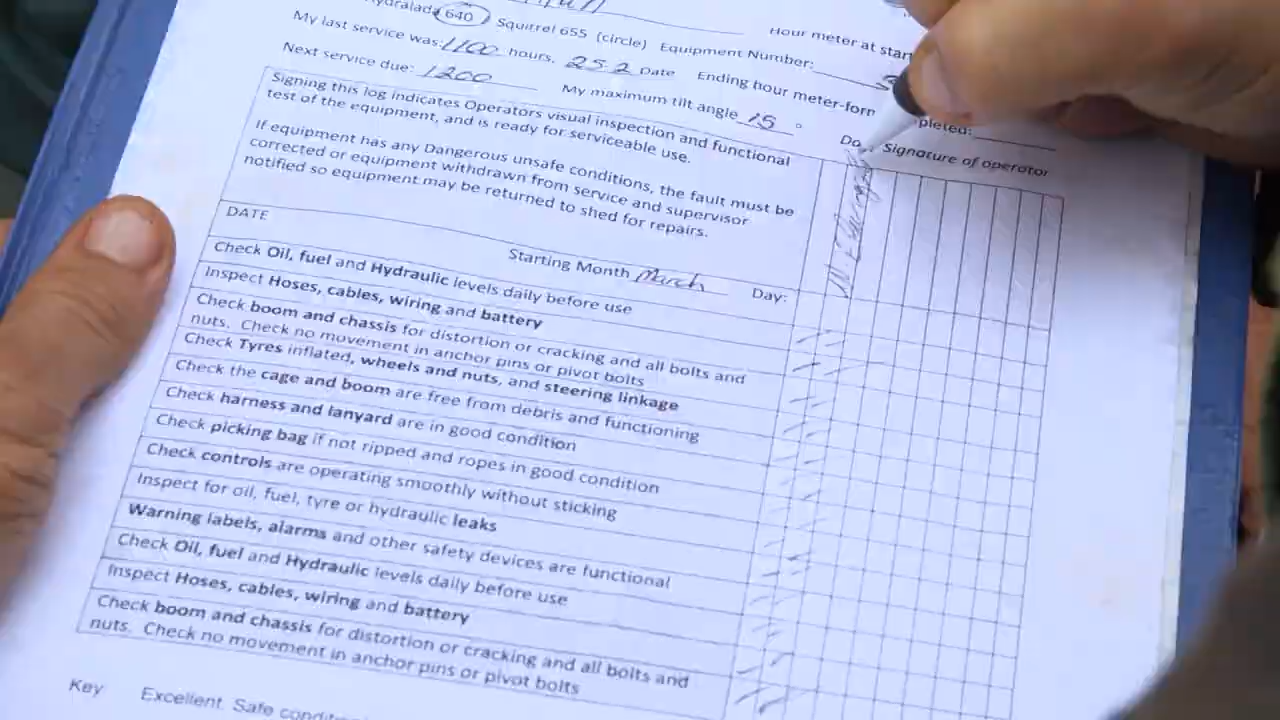 640 Squirrel 655 (circle) Equipment Number: Hour meter at start
My last service was: 1100 hours, 25.2 Date Ending hour meter-form completed:
Next service due: 1200 My maximum tilt angle 15 °
Signing this log indicates Operators visual inspection and functional
test of the equipment, and is ready for serviceable use.
Signature of operator
If equipment has any Dangerous unsafe conditions, the fault must be
corrected or equipment withdrawn from service and supervisor
notified so equipment may be returned to shed for repairs.
DATE Starting Month March Day:
Check Oil, fuel and Hydraulic levels daily before use
Inspect Hoses, cables, wiring and battery
Check boom and chassis for distortion or cracking and all bolts and
nuts. Check no movement in anchor pins or pivot bolts
Check Tyres inflated, wheels and nuts, and steering linkage
Check the cage and boom are free from debris and functioning
Check harness and lanyard are in good condition
Check picking bag if not ripped and ropes in good condition
Check controls are operating smoothly without sticking
Inspect for oil, fuel, tyre or hydraulic leaks
Warning labels, alarms and other safety devices are functional
Check Oil, fuel and Hydraulic levels daily before use
Inspect Hoses, cables, wiring and battery
Check boom and chassis for distortion or cracking and all bolts and
nuts. Check no movement in anchor pins or pivot bolts
Key Excellent. Safe